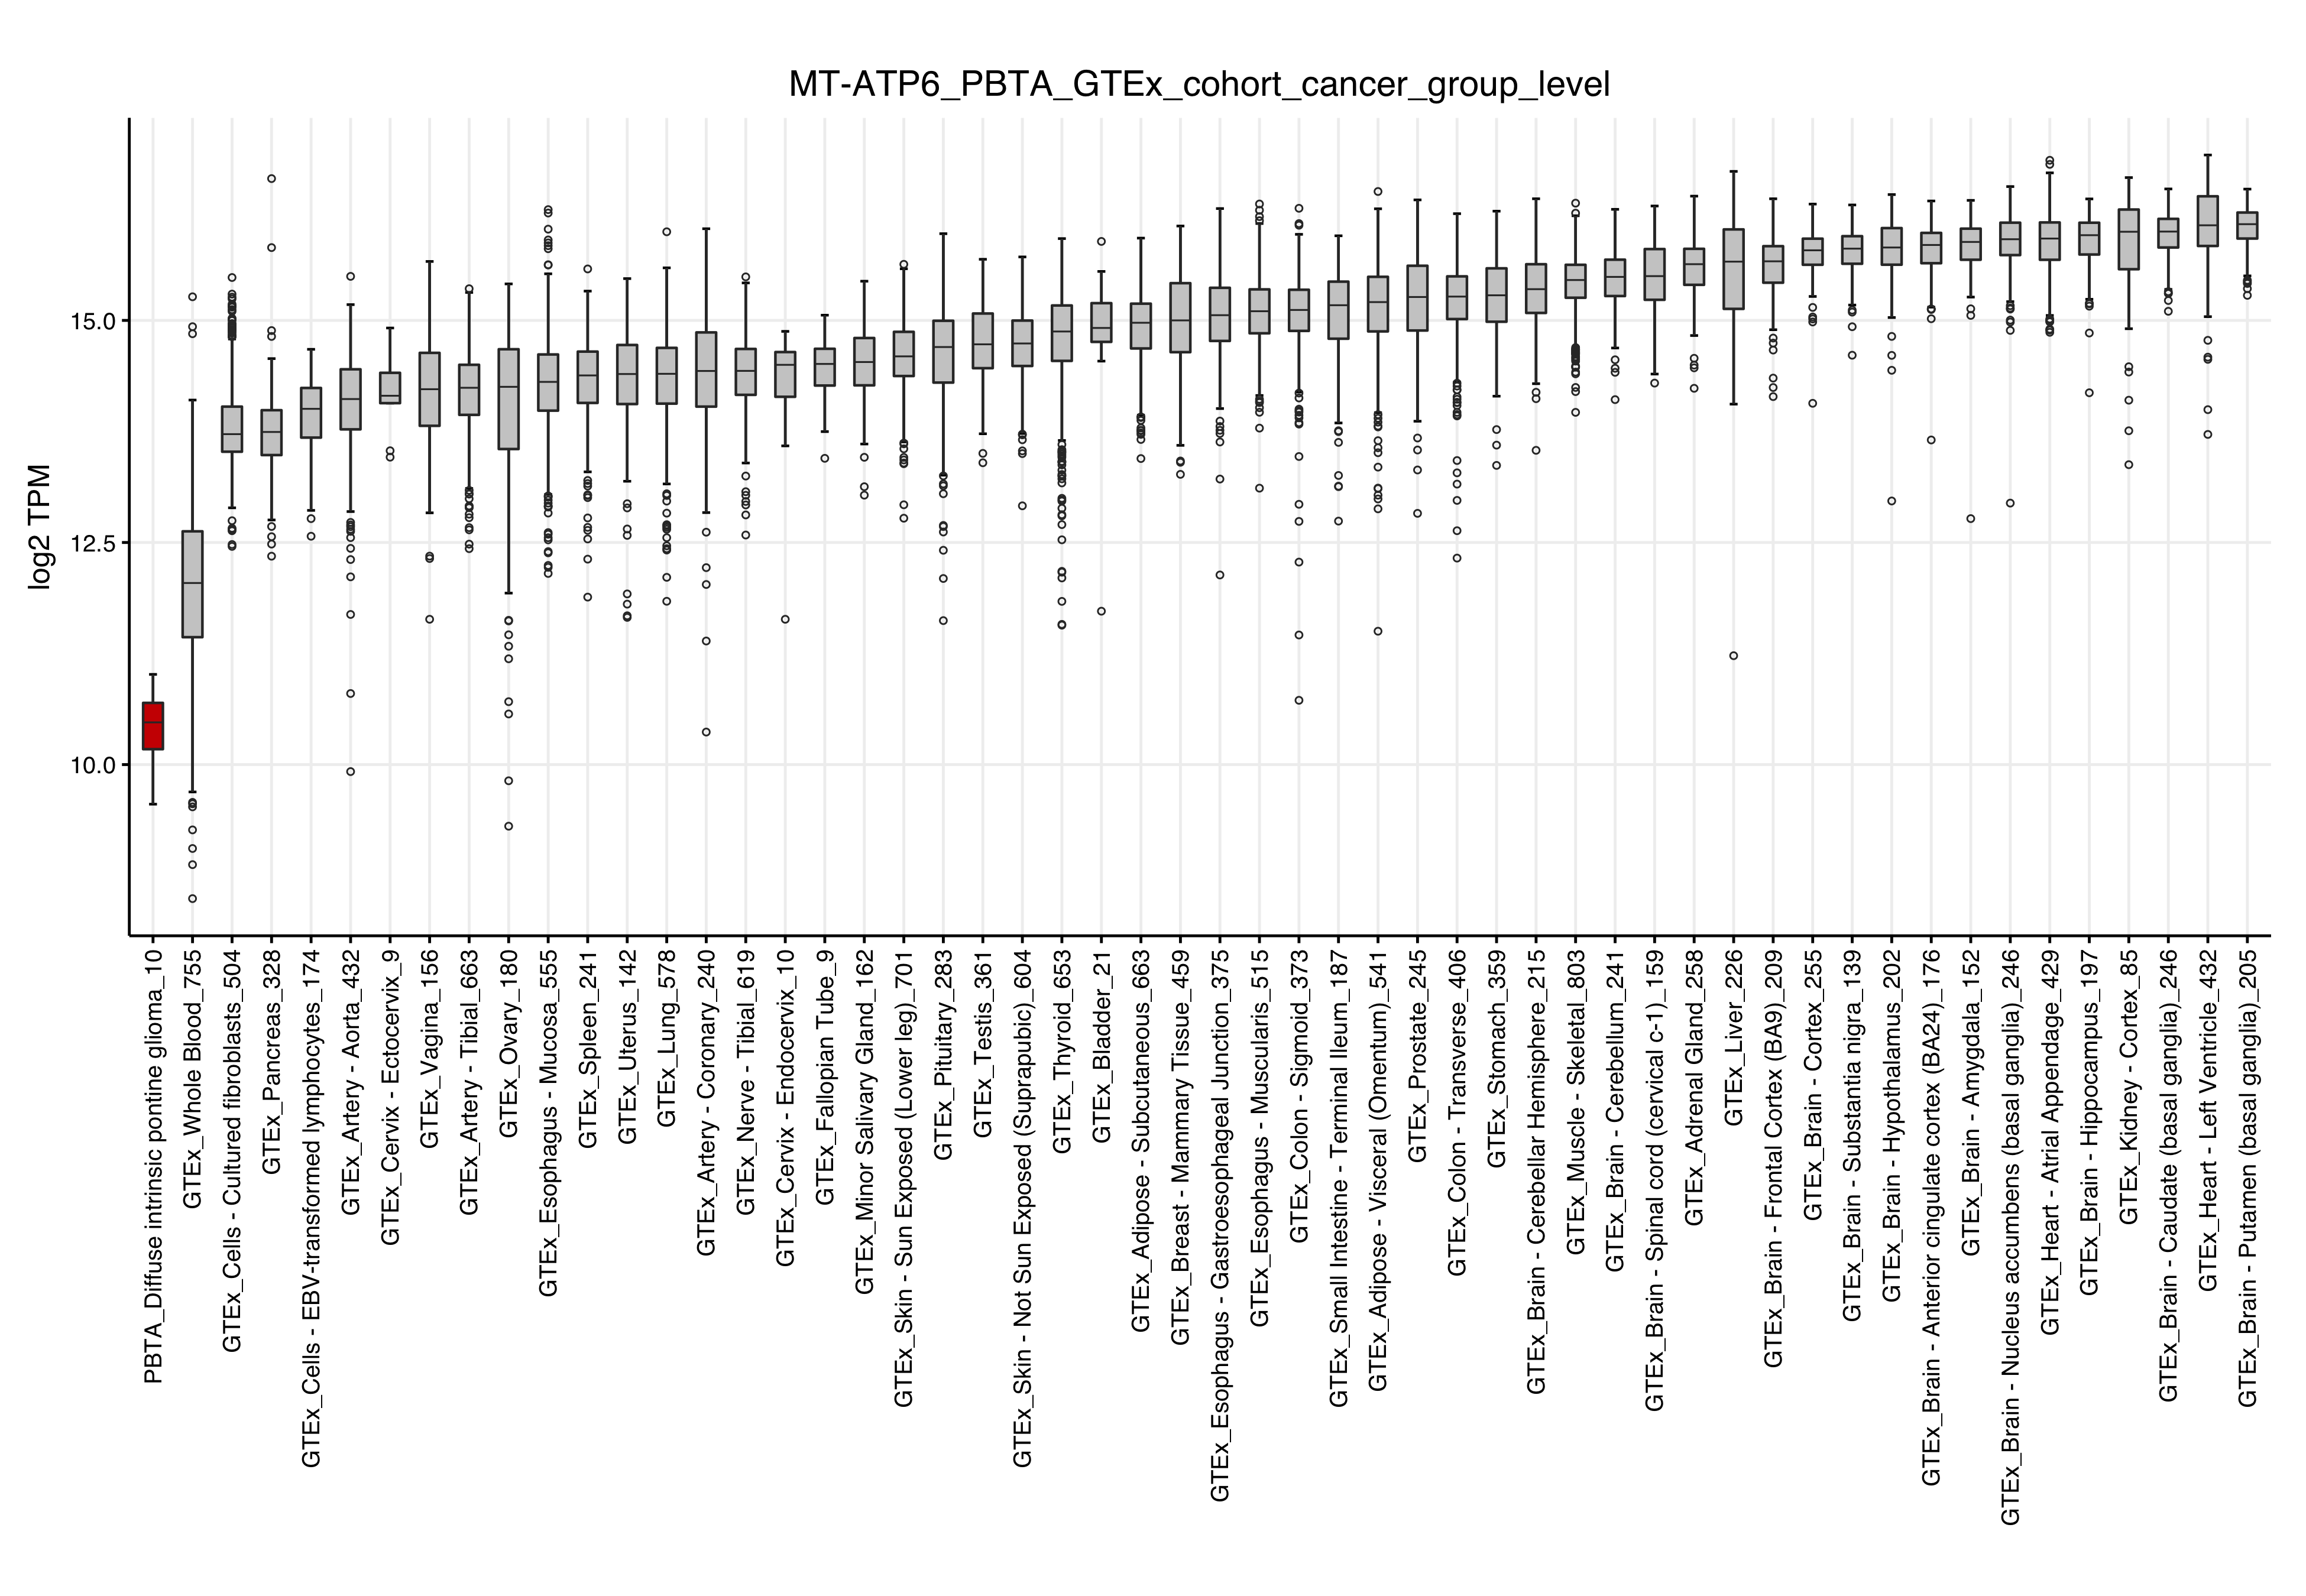 MT-ATP6_PBTA_GTEx_cohort_cancer_group_level
log2 TPM
15.0
12.5
10.0
PBTA_Diffuse intrinsic pontine glioma_10
GTEx_Whole Blood_755
GTEx_Cells - Cultured fibroblasts_504
GTEx_Pancreas_328
GTEx_Cells - EBV-transformed lymphocytes_174
GTEx_Artery - Aorta_432
GTEx_Cervix - Ectocervix_9
GTEx_Vagina_156
GTEx_Artery - Tibial_663
GTEx_Ovary_180
GTEx_Esophagus - Mucosa_555
GTEx_Spleen_241
GTEx_Uterus_142
GTEx_Lung_578
GTEx_Artery - Coronary_240
GTEx_Nerve - Tibial_619
GTEx_Cervix - Endocervix_10
GTEx_Fallopian Tube_9
GTEx_Minor Salivary Gland_162
GTEx_Skin - Sun Exposed (Lower leg)_701
GTEx_Pituitary_283
GTEx_Testis_361
GTEx_Skin - Not Sun Exposed (Suprapubic)_604
GTEx_Thyroid_653
GTEx_Bladder_21
GTEx_Adipose - Subcutaneous_663
GTEx_Breast - Mammary Tissue_459
GTEx_Esophagus - Gastroesophageal Junction_375
GTEx_Esophagus - Muscularis_515
GTEx_Colon - Sigmoid_373
GTEx_Small Intestine - Terminal Ileum_187
GTEx_Adipose - Visceral (Omentum)_541
GTEx_Prostate_245
GTEx_Colon - Transverse_406
GTEx_Stomach_359
GTEx_Brain - Cerebellar Hemisphere_215
GTEx_Muscle - Skeletal_803
GTEx_Brain - Cerebellum_241
GTEx_Brain - Spinal cord (cervical c-1)_159
GTEx_Adrenal Gland_258
GTEx_Liver_226
GTEx_Brain - Frontal Cortex (BA9)_209
GTEx_Brain - Cortex_255
GTEx_Brain - Substantia nigra_139
GTEx_Brain - Hypothalamus_202
GTEx_Brain - Anterior cingulate cortex (BA24)_176
GTEx_Brain - Amygdala_152
GTEx_Brain - Nucleus accumbens (basal ganglia)_246
GTEx_Heart - Atrial Appendage_429
GTEx_Brain - Hippocampus_197
GTEx_Kidney - Cortex_85
GTEx_Brain - Caudate (basal ganglia)_246
GTEx_Heart - Left Ventricle_432
GTEx_Brain - Putamen (basal ganglia)_205